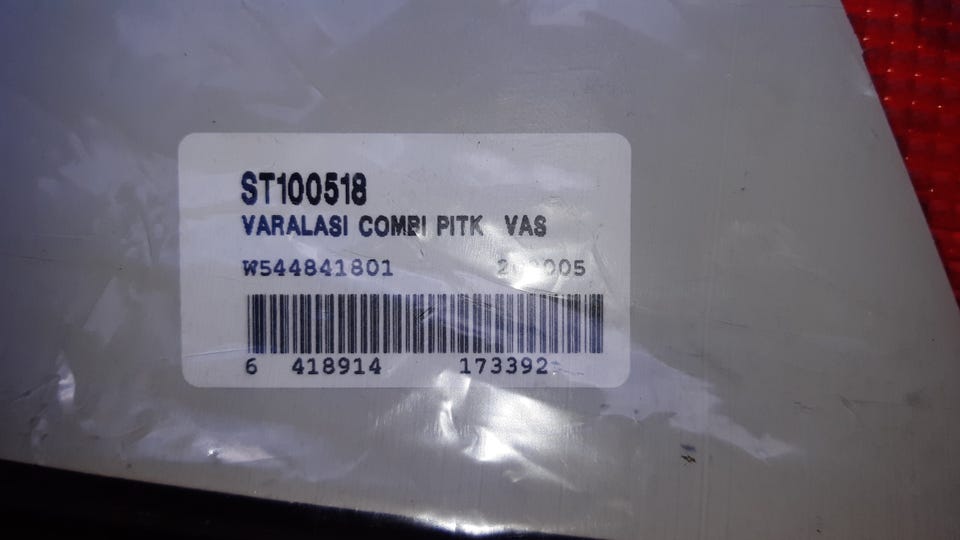 ST100518
VARALASI COMBI PITK VAS
W544841801
6 418914 173392